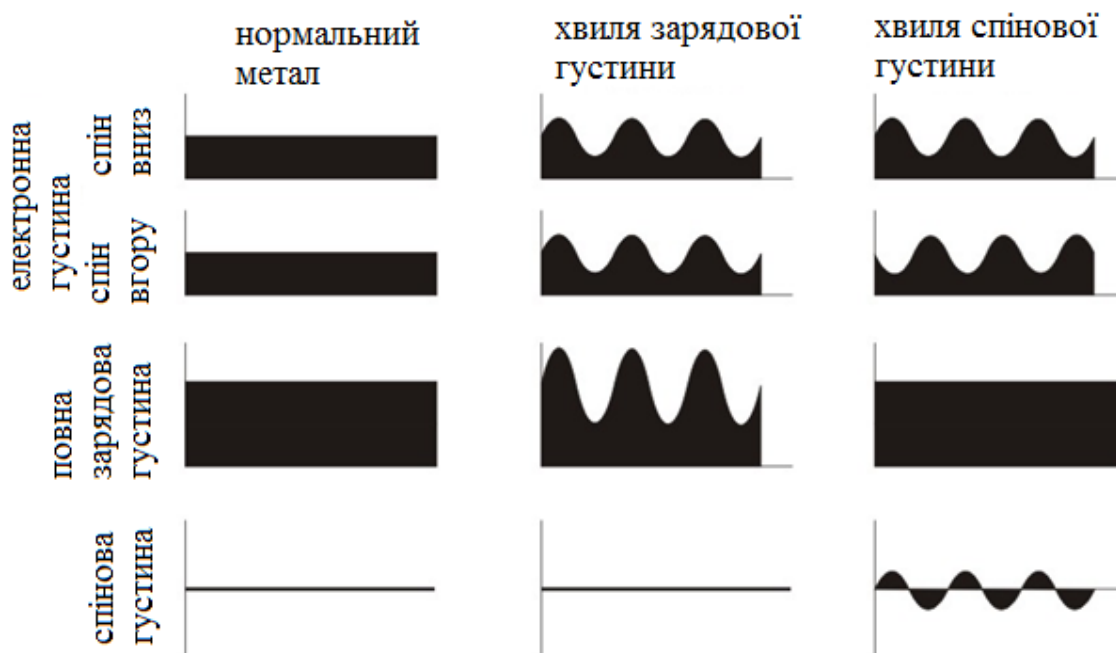 нормальний
метал
хвиля зарядової
густини
хвиля спінової
густини
електронна
густина
спін
вниз
спін
вгору
повна
зарядова
густина
спінова
густина